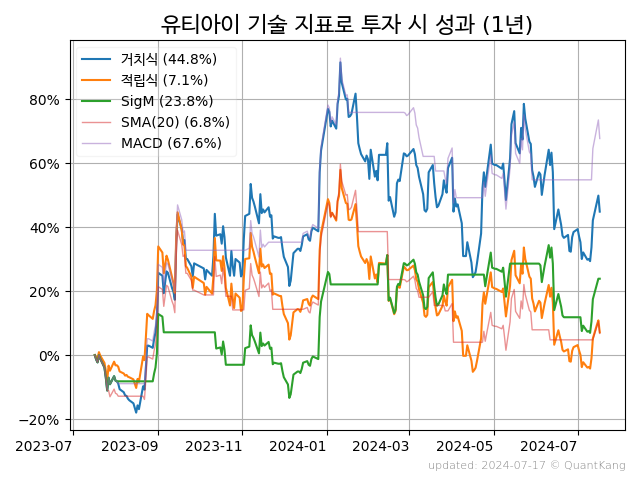 유티아이 기술 지표로 투자 시 성과 (1년)
거치식 (44.8%)
적립식 (7.1%)
SigM (23.8%)
SMA(20) (6.8%)
MACD (67.6%)
80%
60%
40%
20%
0%
−20%
2023-07 2023-09 2023-11 2024-01 2024-03 2024-05 2024-07
updated: 2024-07-17 © QuantKang